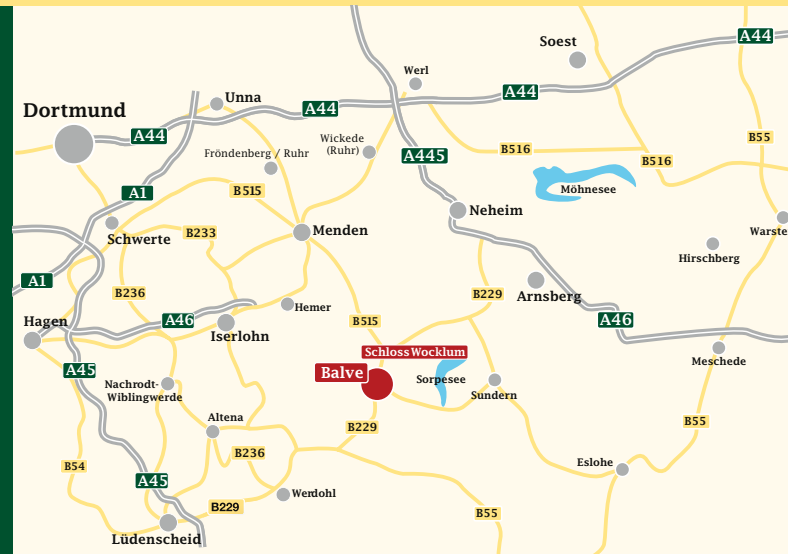 Soest
A44
Werl
A44
Unna
Dortmund
A44
A44
Wickede
(Ruhr)
B55
Fröndenberg / Ruhr
A445
B516
B516
A1
B515
Möhnesee
Neheim
Schwerte
B233
Menden
Warste
Hirschberg
A1
B236
B229
Arnsberg
Hemer
Hagen
A46
Iserlohn
B515
A46
Schloss Wocklum
Balve
Meschede
A45
Nachrodt-
Wiblingwerde
Sorpesee
Sundern
Altena
B229
B55
B54
B236
Eslohe
A45
Werdohl
B229
B55
Lüdenscheid